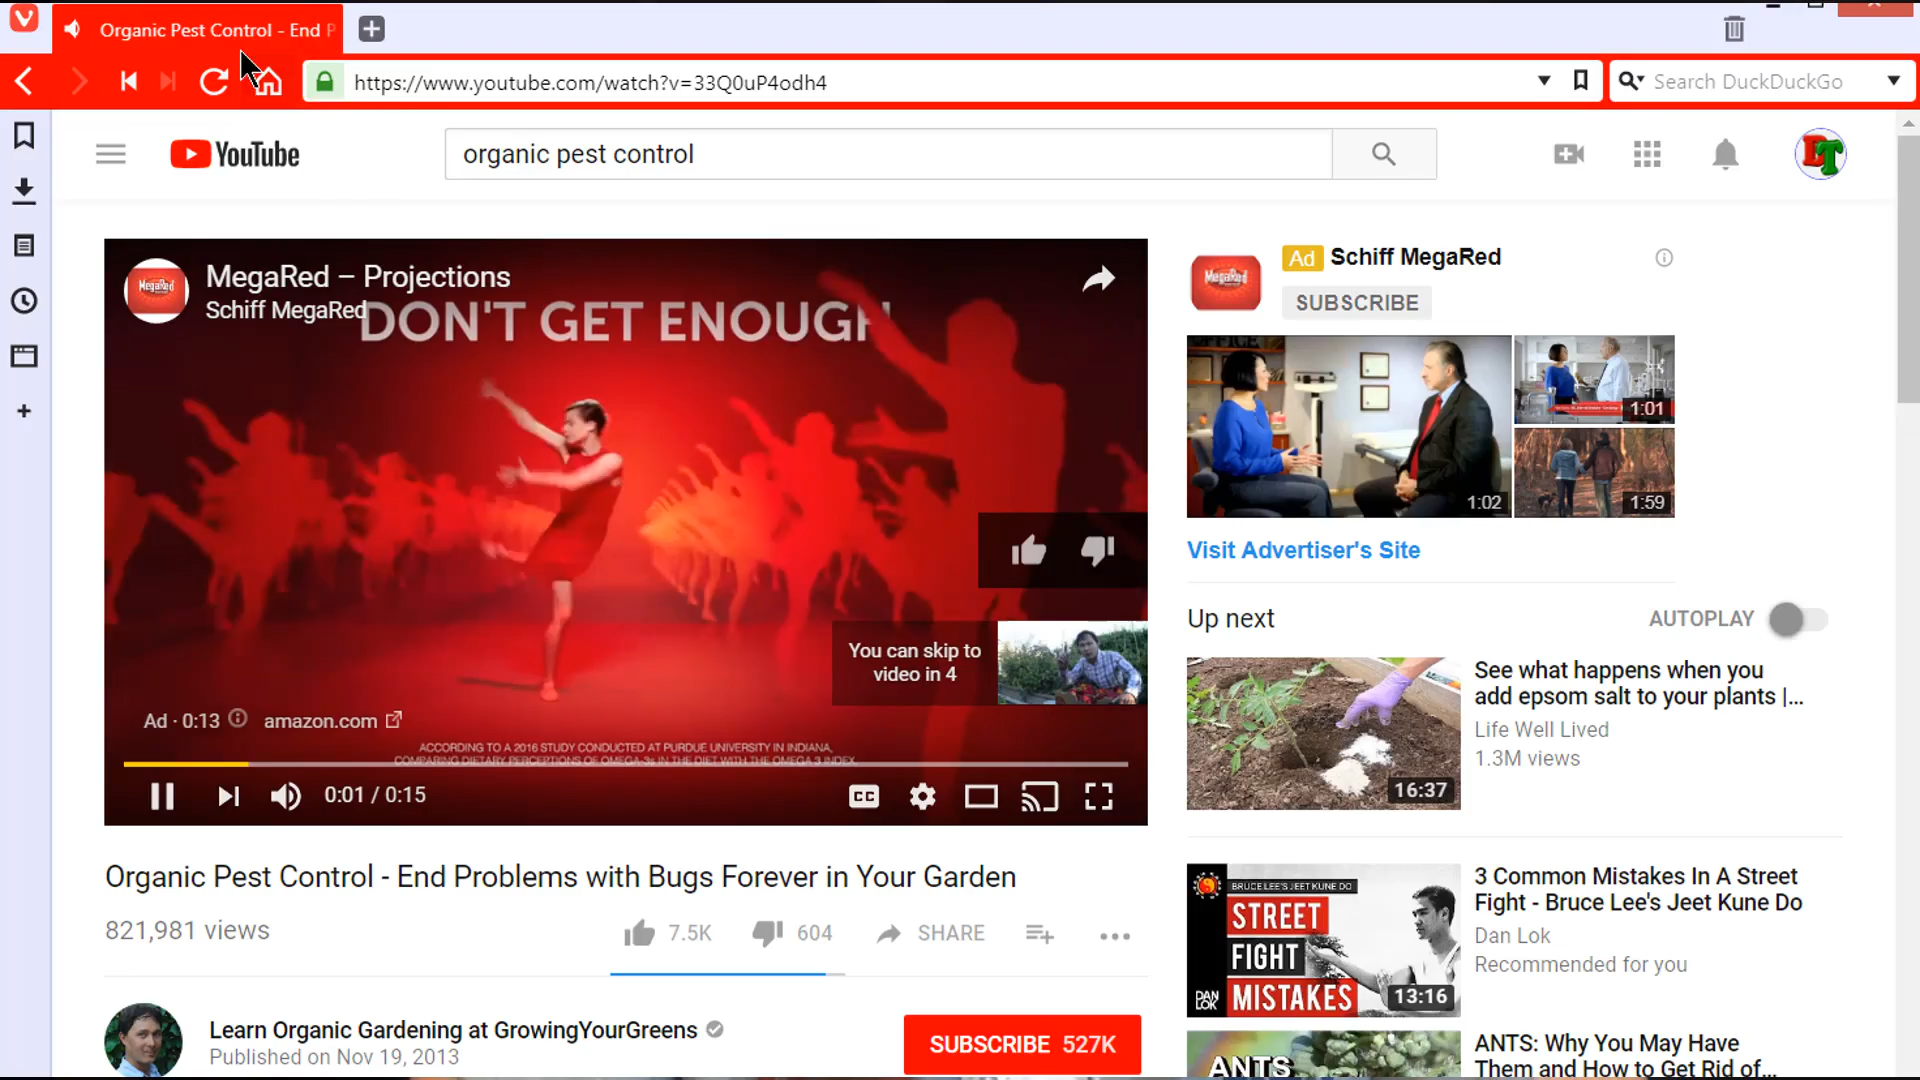 Organic Pest Control - End P
https://www.youtube.com/watch?v=33Q0uP4odh4
Search DuckDuckGo
YouTube
organic pest control
DT
MegaRed
MegaRed – Projections
Schiff MegaRed
DON'T GET ENOUGH
You can skip to
video in 4
Ad · 0:13
amazon.com
ACCORDING TO A 2016 STUDY CONDUCTED AT PURDUE UNIVERSITY IN INDIANA,
COMPARING DIETARY PERCEPTIONS OF OMEGA-3s IN THE DIET WITH THE OMEGA 3 INDEX.
0:01 / 0:15
CC
Organic Pest Control - End Problems with Bugs Forever in Your Garden
821,981 views
7.5K
604
SHARE
Learn Organic Gardening at GrowingYourGreens
Published on Nov 19, 2013
SUBSCRIBE 527K
MegaRed
Ad Schiff MegaRed
SUBSCRIBE
1:02
1:01
1:59
Visit Advertiser's Site
Up next
AUTOPLAY
16:37
See what happens when you
add epsom salt to your plants |...
Life Well Lived
1.3M views
BRUCE LEE'S JEET KUNE DO
STREET
FIGHT
MISTAKES
DAN
LOK
13:16
3 Common Mistakes In A Street
Fight - Bruce Lee's Jeet Kune Do
Dan Lok
Recommended for you
ANTS
ANTS: Why You May Have
Them and How to Get Rid of...